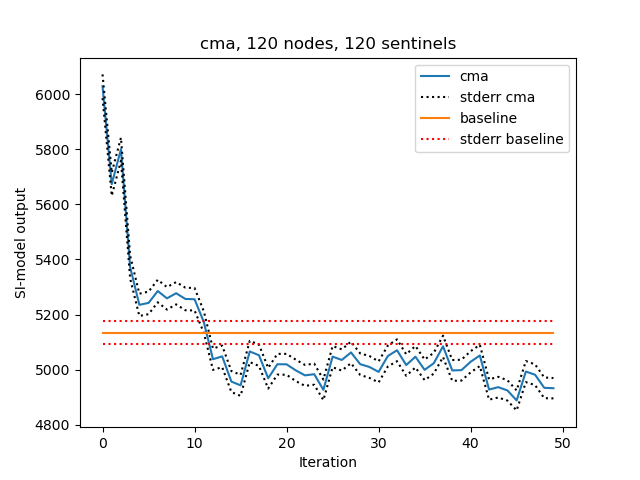 cma, 120 nodes, 120 sentinels
cma
stderr cma
baseline
stderr baseline
SI-model output
6000
5800
5600
5400
5200
5000
4800
0 10 20 30 40 50
Iteration